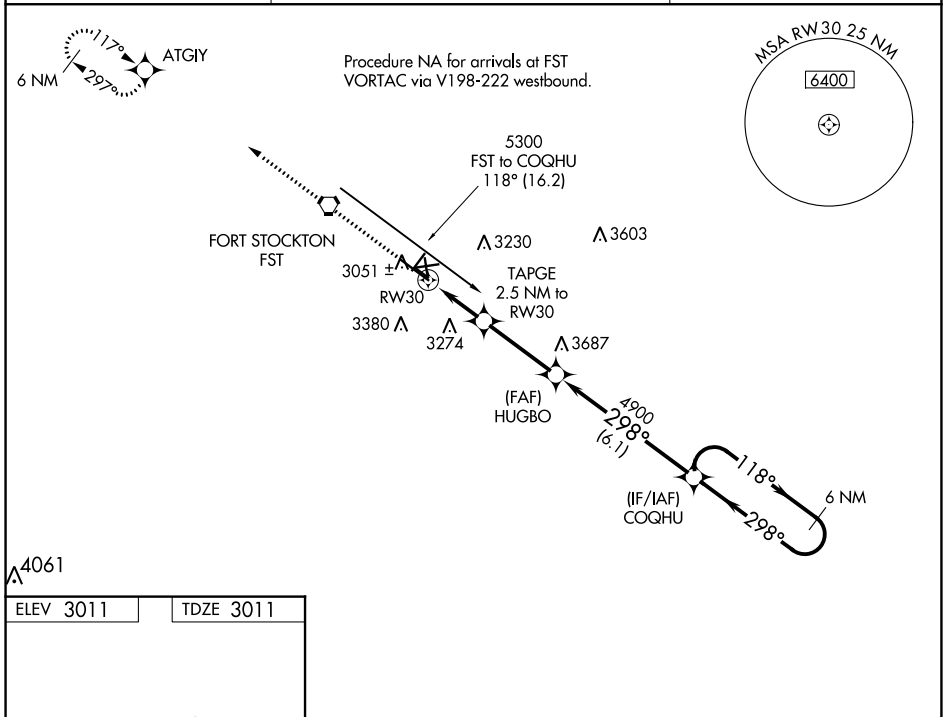 117°
ATGIY
6 NM
297°
Procedure NA for arrivals at FST
VORTAC via V198-222 westbound.
MSA RW30 25 NM
6400
5300
FST to COQHU
118° (16.2)
FORT STOCKTON
FST
3230
3603
3051 ±
RW30
TAPGE
2.5 NM to
RW30
3380
3274
3687
(FAF)
HUGBO
4900
298°
(6.1)
(IF/IAF)
COQHU
118°
6 NM
298°
4061
ELEV 3011
TDZE 3011